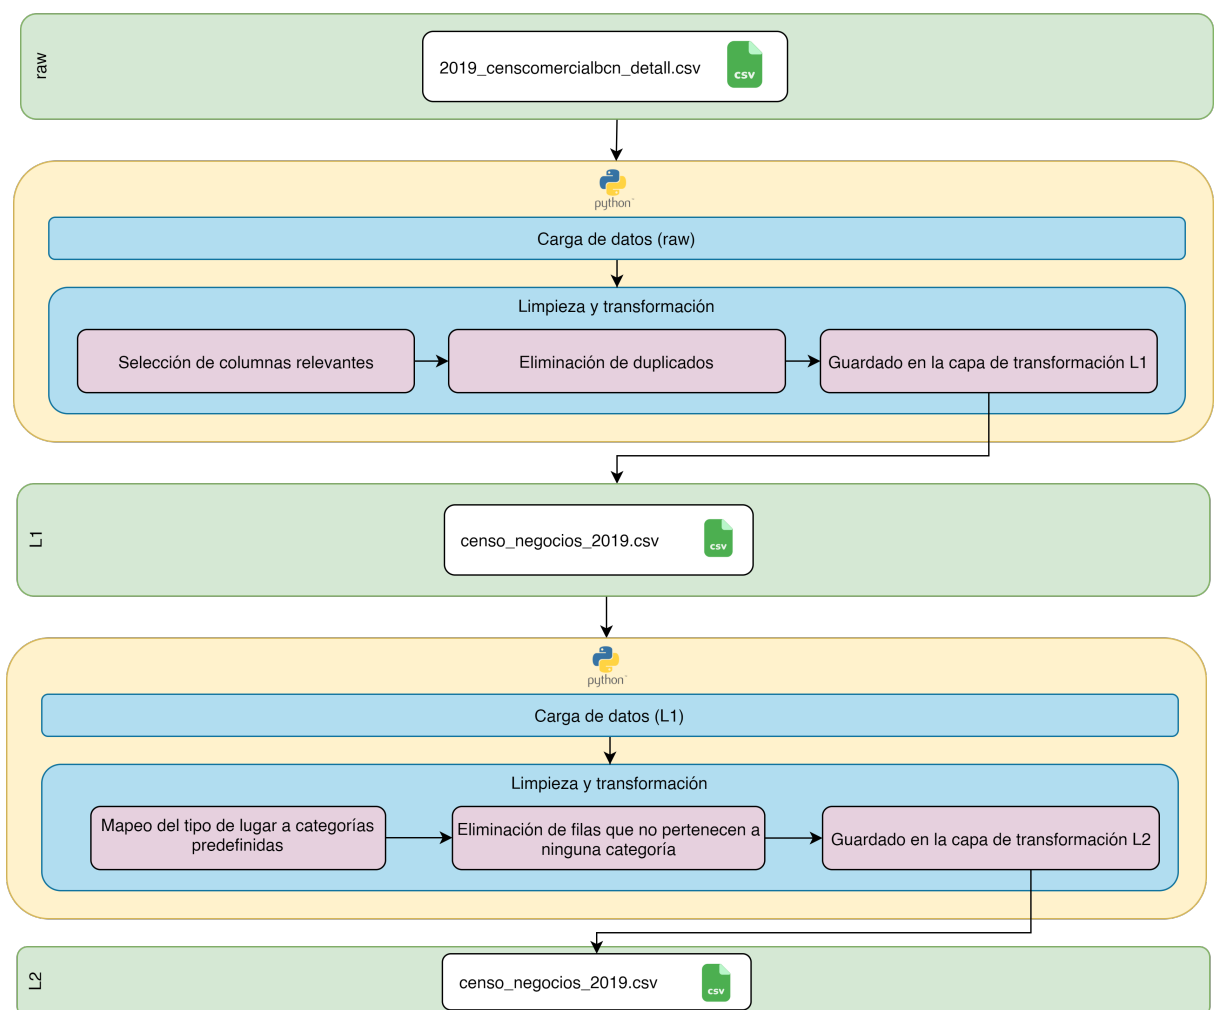 raw
2019_censcomercialbcn_detall.csv
csv
python
Carga de datos (raw)
Limpieza y transformación
Selección de columnas relevantes
Eliminación de duplicados
Guardado en la capa de transformación L1
L1
censo_negocios_2019.csv
csv
python
Carga de datos (L1)
Limpieza y transformación
Mapeo del tipo de lugar a categorías
predefinidas
Eliminación de filas que no pertenecen a
ninguna categoría
Guardado en la capa de transformación L2
L2
censo_negocios_2019.csv
csv